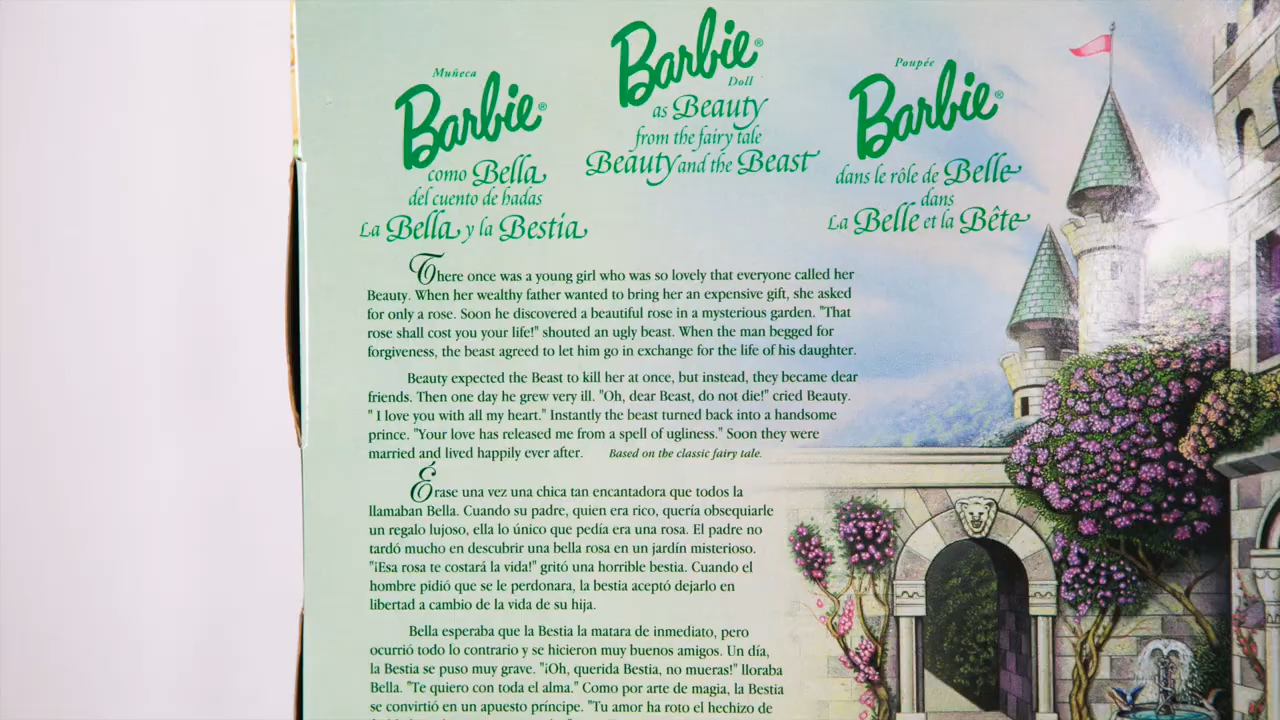 Muñeca
Barbie®
como Bella
del cuento de hadas
La Bella y la Bestia
Barbie®
Doll
as Beauty
from the fairy tale
Beauty and the Beast
Poupée
Barbie®
dans le rôle de Belle
dans
La Belle et la Bête
There once was a young girl who was so lovely that everyone called her
Beauty. When her wealthy father wanted to bring her an expensive gift, she asked
for only a rose. Soon he discovered a beautiful rose in a mysterious garden. "That
rose shall cost you your life!" shouted an ugly beast. When the man begged for
forgiveness, the beast agreed to let him go in exchange for the life of his daughter.
Beauty expected the Beast to kill her at once, but instead, they became dear
friends. Then one day he grew very ill. "Oh, dear Beast, do not die!" cried Beauty.
" I love you with all my heart." Instantly the beast turned back into a handsome
prince. "Your love has released me from a spell of ugliness." Soon they were
married and lived happily ever after. Based on the classic fairy tale.
Érase una vez una chica tan encantadora que todos la
llamaban Bella. Cuando su padre, quien era rico, quería obsequiarle
un regalo lujoso, ella lo único que pedía era una rosa. El padre no
tardó mucho en descubrir una bella rosa en un jardín misterioso.
"¡Esa rosa te costará la vida!" gritó una horrible bestia. Cuando el
hombre pidió que se le perdonara, la bestia aceptó dejarlo en
libertad a cambio de la vida de su hija.
Bella esperaba que la Bestia la matara de inmediato, pero
ocurrió todo lo contrario y se hicieron muy buenos amigos. Un día,
la Bestia se puso muy grave. "¡Oh, querida Bestia, no mueras!" lloraba
Bella. "Te quiero con toda el alma." Como por arte de magia, la Bestia
se convirtió en un apuesto príncipe. "Tu amor ha roto el hechizo de